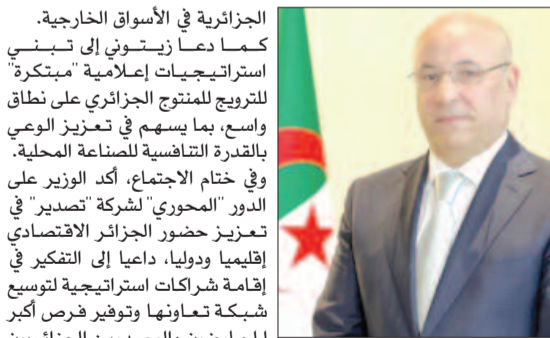 الجزائرية في الأسواق الخارجية.
كما دعا زيتوني إلى تبني
استراتيجيات إعلامية "مبتكرة"
للترويج للمنتوج الجزائري على نطاق
واسع، بما يسهم في تعزيز الوعي
بالقدرة التنافسية للصناعة المحلية.
وفي ختام الاجتماع، أكد الوزير على
الدور "المحوري" لشركة "تصدير" في
تعزيز حضور الجزائر الاقتصادي
إقليميا ودوليا، داعيا إلى التفكير في
إقامة شراكات استراتيجية لتوسيع
شبكة تعاونها وتوفير فرص أكبر